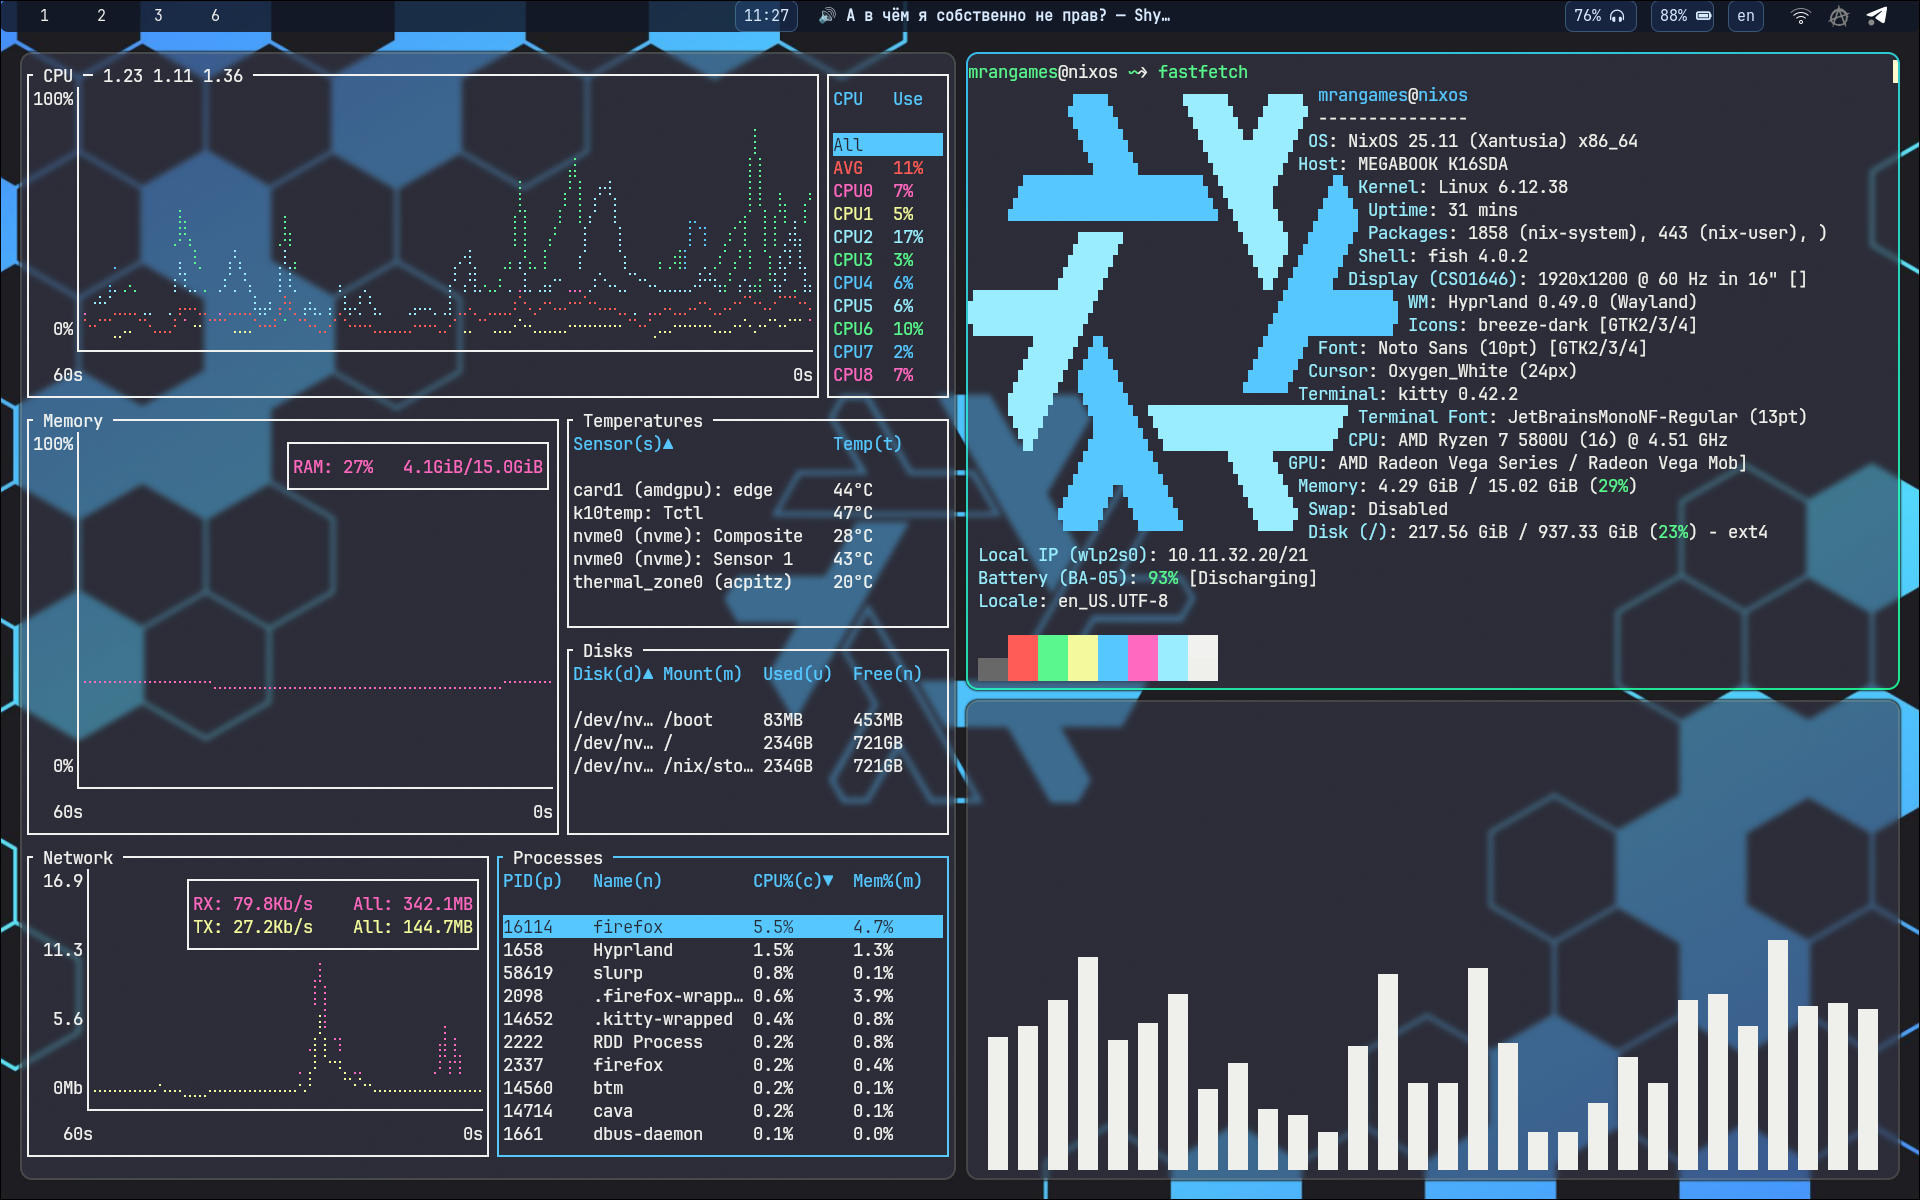 1 2 3 6
11:27
А в чём я собственно не прав? — Shy…
76%
88%
en
CPU — 1.23 1.11 1.36
100%
0%
60s 0s
CPU Use
All
AVG 11%
CPU0 7%
CPU1 5%
CPU2 17%
CPU3 3%
CPU4 6%
CPU5 6%
CPU6 10%
CPU7 2%
CPU8 7%
Memory
100%
RAM: 27% 4.1GiB/15.0GiB
0%
60s 0s
Temperatures
Sensor(s)▲ Temp(t)
card1 (amdgpu): edge 44°C
k10temp: Tctl 47°C
nvme0 (nvme): Composite 28°C
nvme0 (nvme): Sensor 1 43°C
thermal_zone0 (acpitz) 20°C
Disks
Disk(d)▲ Mount(m) Used(u) Free(n)
/dev/nv… /boot 83MB 453MB
/dev/nv… / 234GB 721GB
/dev/nv… /nix/sto… 234GB 721GB
Network
16.9
RX: 79.8Kb/s All: 342.1MB
TX: 27.2Kb/s All: 144.7MB
11.3
5.6
0Mb
60s 0s
Processes
PID(p) Name(n) CPU%(c)▼ Mem%(m)
16114 firefox 5.5% 4.7%
1658 Hyprland 1.5% 1.3%
58619 slurp 0.8% 0.1%
2098 .firefox-wrapp… 0.6% 3.9%
14652 .kitty-wrapped 0.4% 0.8%
2222 RDD Process 0.2% 0.8%
2337 firefox 0.2% 0.4%
14560 btm 0.2% 0.1%
14714 cava 0.2% 0.1%
1661 dbus-daemon 0.1% 0.0%
mrangames@nixos ⤳ fastfetch
mrangames@nixos
---------------
OS: NixOS 25.11 (Xantusia) x86_64
Host: MEGABOOK K16SDA
Kernel: Linux 6.12.38
Uptime: 31 mins
Packages: 1858 (nix-system), 443 (nix-user), )
Shell: fish 4.0.2
Display (CSO1646): 1920x1200 @ 60 Hz in 16" []
WM: Hyprland 0.49.0 (Wayland)
Icons: breeze-dark [GTK2/3/4]
Font: Noto Sans (10pt) [GTK2/3/4]
Cursor: Oxygen_White (24px)
Terminal: kitty 0.42.2
Terminal Font: JetBrainsMonoNF-Regular (13pt)
CPU: AMD Ryzen 7 5800U (16) @ 4.51 GHz
GPU: AMD Radeon Vega Series / Radeon Vega Mob]
Memory: 4.29 GiB / 15.02 GiB (29%)
Swap: Disabled
Disk (/): 217.56 GiB / 937.33 GiB (23%) - ext4
Local IP (wlp2s0): 10.11.32.20/21
Battery (BA-05): 93% [Discharging]
Locale: en_US.UTF-8